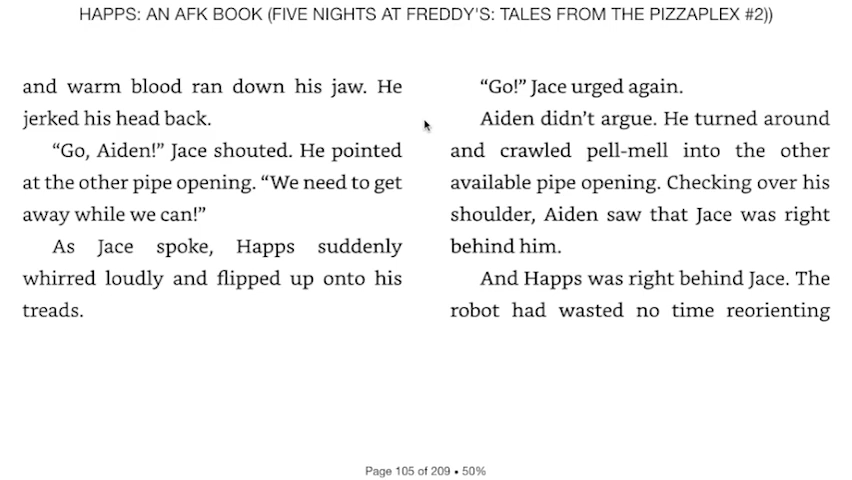 HAPPS: AN AFK BOOK (FIVE NIGHTS AT FREDDY'S: TALES FROM THE PIZZAPLEX #2))
and warm blood ran down his jaw. He
jerked his head back.
“Go, Aiden!” Jace shouted. He pointed
at the other pipe opening. “We need to get
away while we can!”
As Jace spoke, Happs suddenly
whirred loudly and flipped up onto his
treads.
“Go!” Jace urged again.
Aiden didn’t argue. He turned around
and crawled pell-mell into the other
available pipe opening. Checking over his
shoulder, Aiden saw that Jace was right
behind him.
And Happs was right behind Jace. The
robot had wasted no time reorienting
Page 105 of 209 • 50%